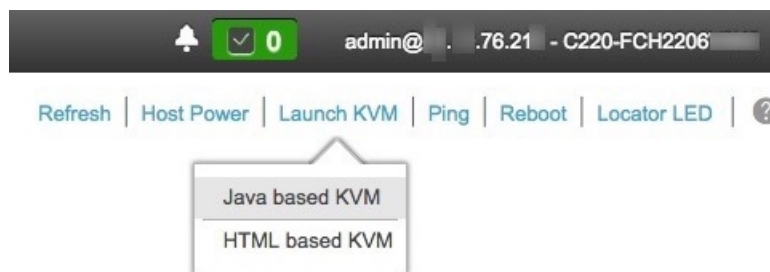 0 admin@ . .76.21 - C220-FCH2206
Refresh | Host Power | Launch KVM | Ping | Reboot | Locator LED | ?
Java based KVM
HTML based KVM